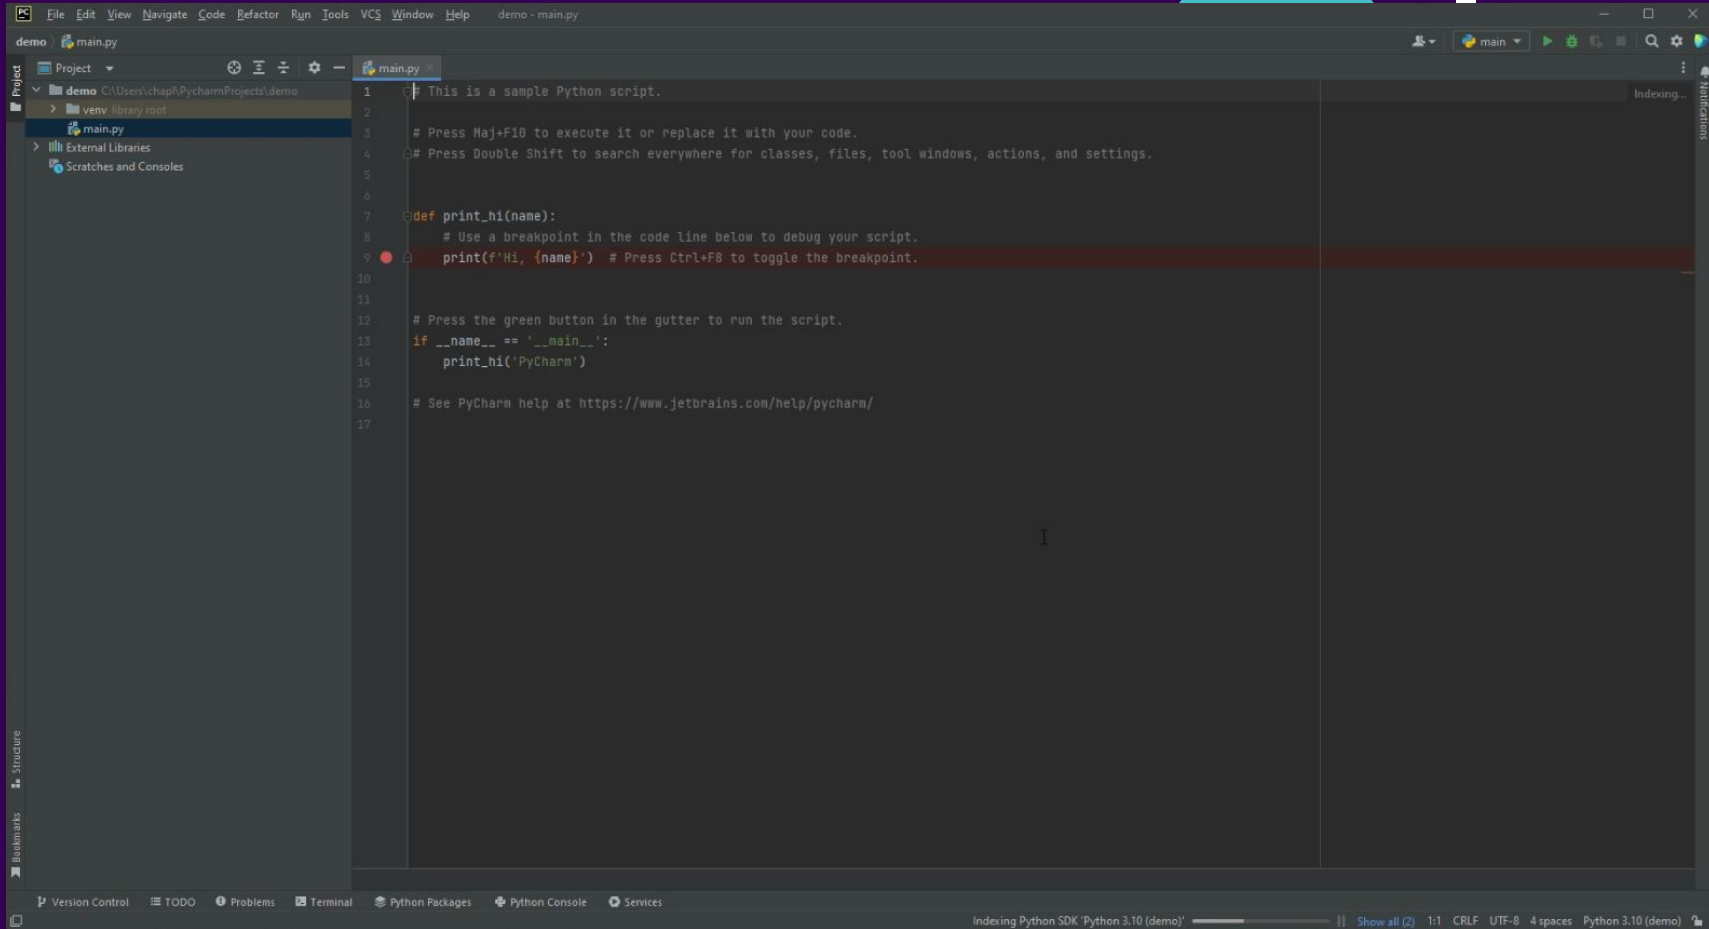 PC File Edit View Navigate Code Refactor Run Tools VCS Window Help demo - main.py
demo main.py main
Project main.py
Project
demo C:\Users\chapl\PycharmProjects\demo
venv library root
main.py
External Libraries
Scratches and Consoles
1 # This is a sample Python script.
2
3 # Press Maj+F10 to execute it or replace it with your code.
4 # Press Double Shift to search everywhere for classes, files, tool windows, actions, and settings.
5
6
7 def print_hi(name):
8 # Use a breakpoint in the code line below to debug your script.
9 print(f'Hi, {name}') # Press Ctrl+F8 to toggle the breakpoint.
10
11
12 # Press the green button in the gutter to run the script.
13 if __name__ == '__main__':
14 print_hi('PyCharm')
15
16 # See PyCharm help at https://www.jetbrains.com/help/pycharm/
17
Indexing...
Notifications
Structure
Bookmarks
Version Control TODO Problems Terminal Python Packages Python Console Services
Indexing Python SDK 'Python 3.10 (demo)' Show all (2) 1:1 CRLF UTF-8 4 spaces Python 3.10 (demo)